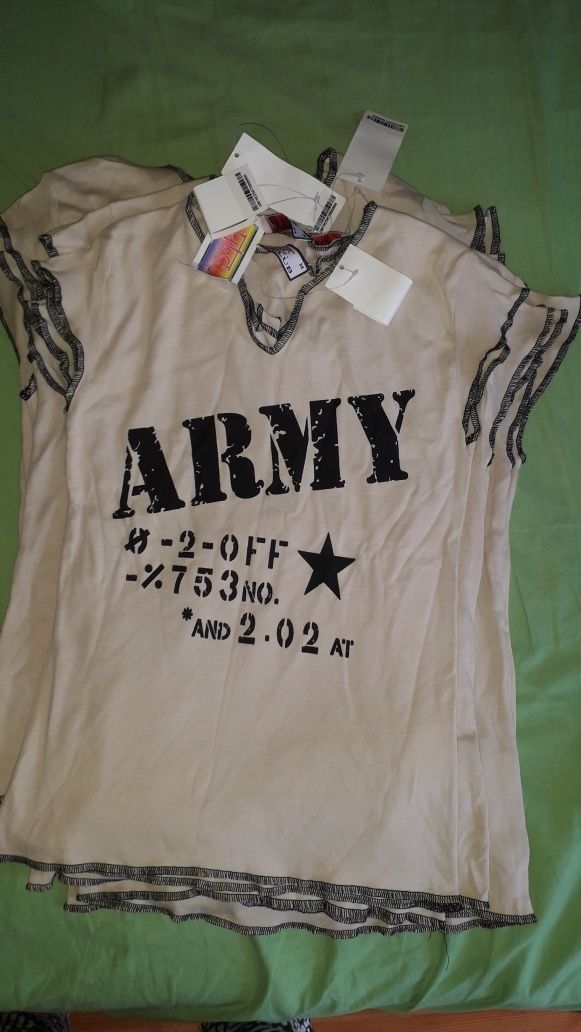 M
ARMY
# -2-OFF
-%753NO.
*AND 2.02 AT